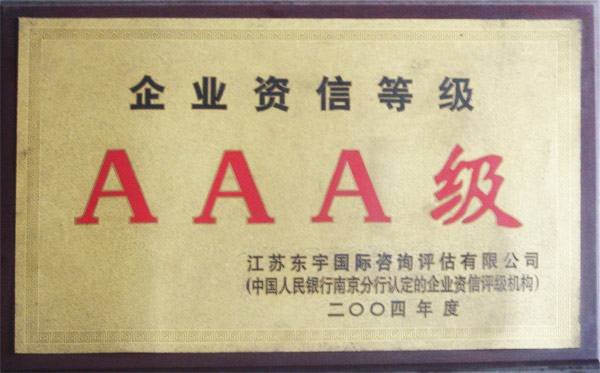 企业资信等级
AAA级
江苏东宇国际咨询评估有限公司
(中国人民银行南京分行认定的企业资信评级机构)
二〇〇四年度